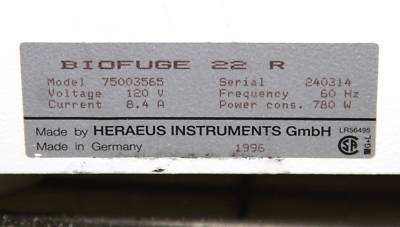 BIOFUGE 22 R
Model 75003565 Serial 240314
Voltage 120 V Frequency 60 Hz
Current 8.4 A Power cons. 780 W
Made by HERAEUS INSTRUMENTS GmbH LR56495
Made in Germany 1996 G+L